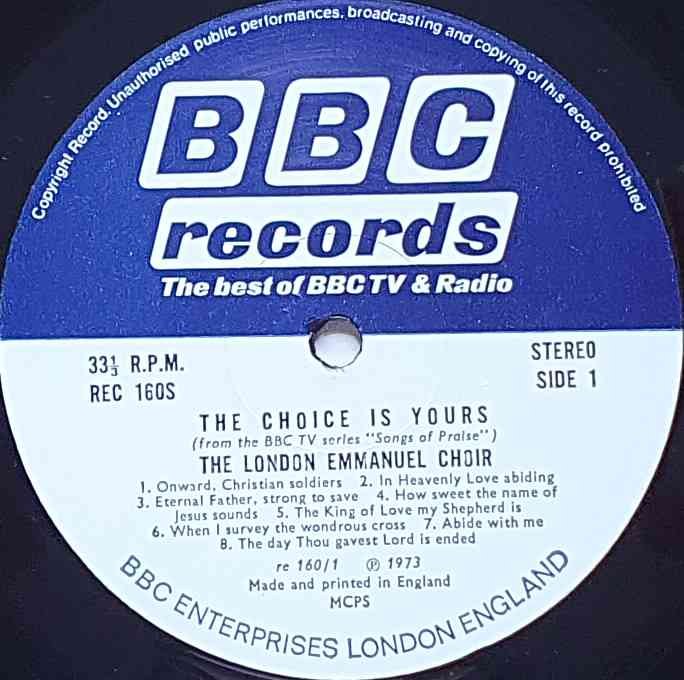 Copyright Record. Unauthorised public performances, broadcasting and copying of this record prohibited
BBC
records
The best of BBC TV & Radio
33⅓ R.P.M.
REC 160S
STEREO
SIDE 1
THE CHOICE IS YOURS
(from the BBC TV series "Songs of Praise")
THE LONDON EMMANUEL CHOIR
1. Onward, Christian soldiers 2. In Heavenly Love abiding
3. Eternal Father, strong to save 4. How sweet the name of
Jesus sounds 5. The King of Love my Shepherd is
6. When I survey the wondrous cross 7. Abide with me
8. The day Thou gavest Lord is ended
re 160/1 ℗ 1973
Made and printed in England
MCPS
BBC ENTERPRISES LONDON ENGLAND